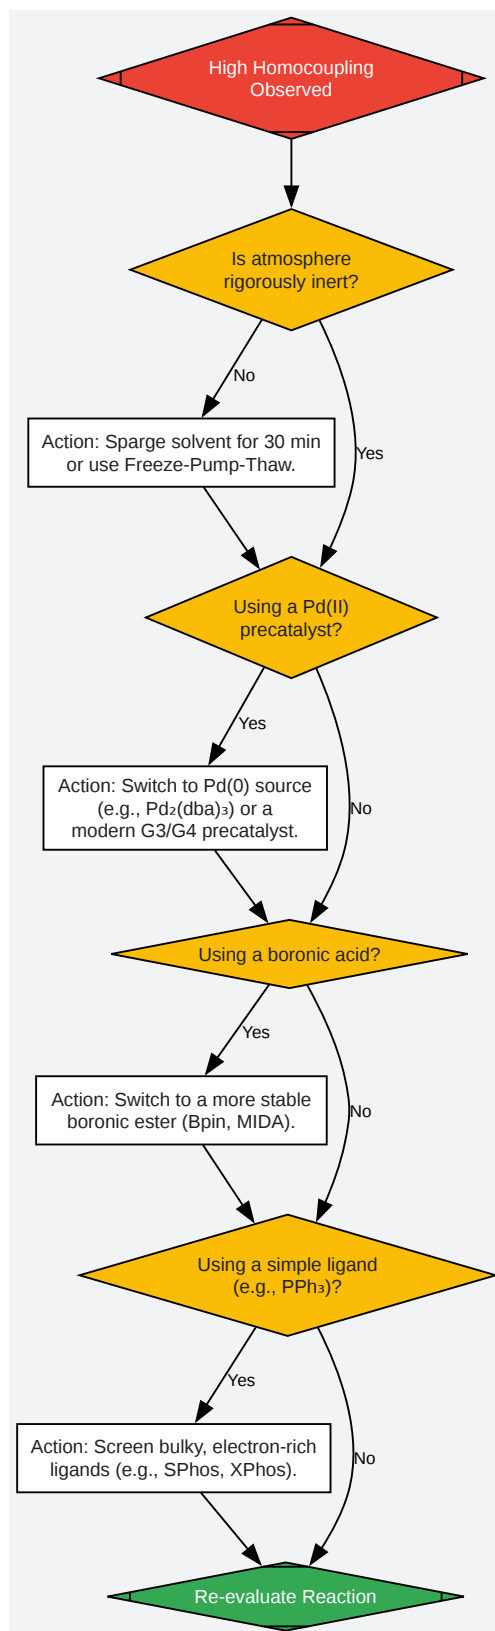 High Homocoupling
Observed
Is atmosphere
rigorously inert?
No
Action: Sparge solvent for 30 min
or use Freeze-Pump-Thaw.
Yes
Using a Pd(II)
precatalyst?
Yes
Action: Switch to Pd(0) source
(e.g., Pd₂(dba)₃) or a
modern G3/G4 precatalyst.
No
Using a boronic acid?
Yes
Action: Switch to a more stable
boronic ester (Bpin, MIDA).
No
Using a simple ligand
(e.g., PPh₃)?
Yes
Action: Screen bulky, electron-rich
ligands (e.g., SPhos, XPhos).
No
Re-evaluate Reaction